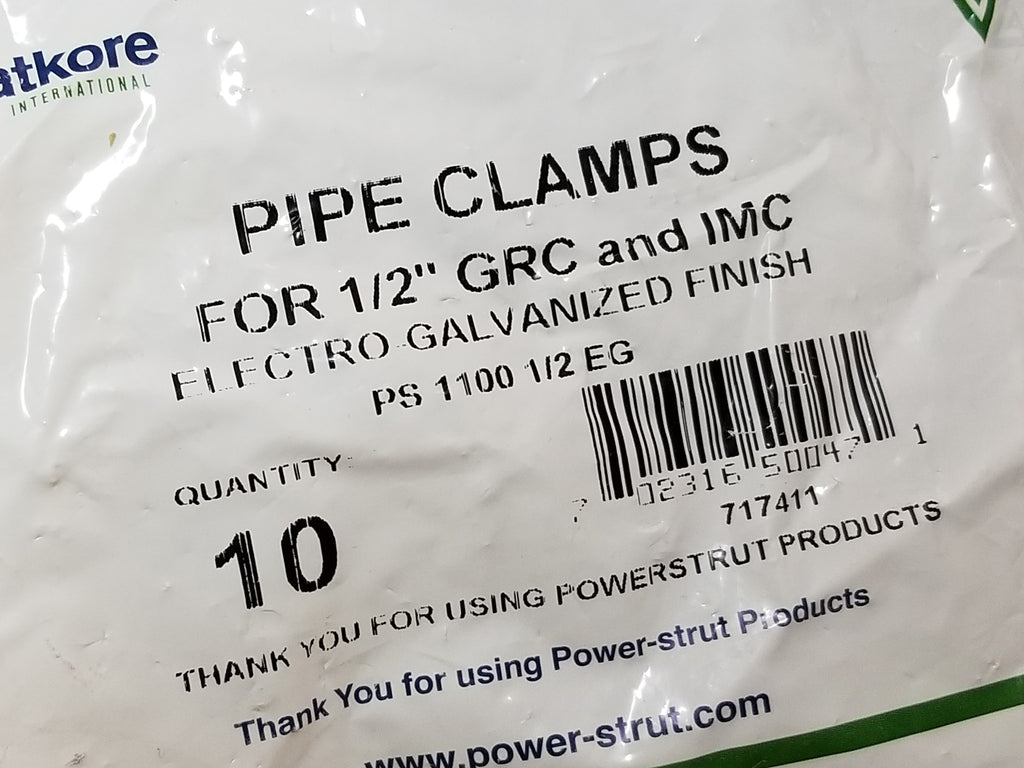 atkore
INTERNATIONAL
PIPE CLAMPS
FOR 1/2" GRC and IMC
ELECTRO-GALVANIZED FINISH
PS 1100 1/2 EG
QUANTITY:
10
02316 50047 1
717411
THANK YOU FOR USING POWERSTRUT PRODUCTS
Thank You for using Power-strut Products
www.power-strut.com